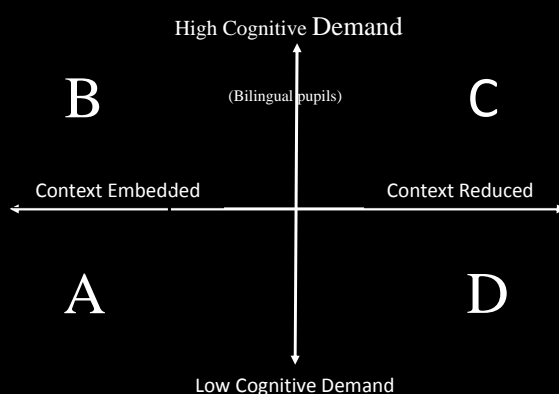 High Cognitive Demand
B
(Bilingual pupils)
C
Context Embedded
Context Reduced
A
D
Low Cognitive Demand